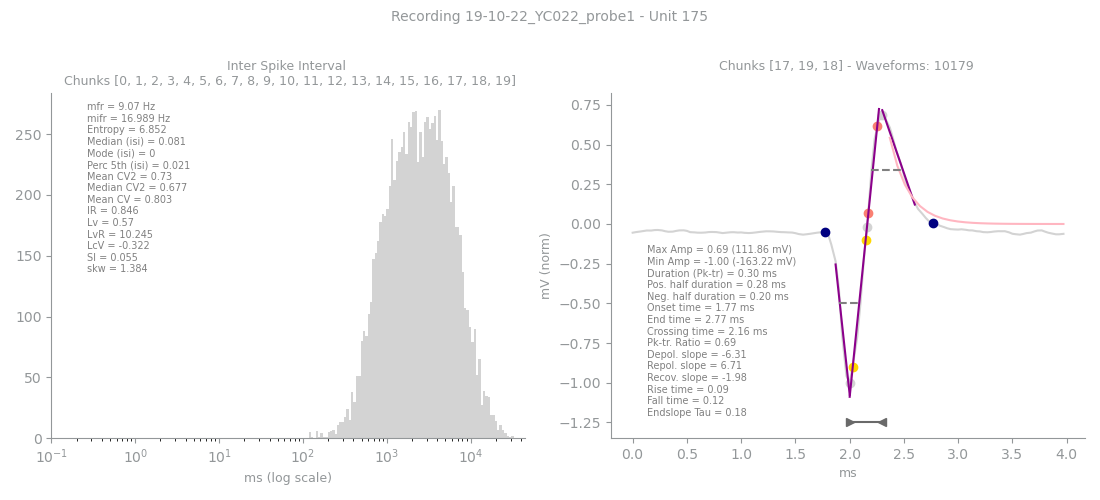 Recording 19-10-22_YC022_probe1 - Unit 175
Inter Spike Interval
Chunks [0, 1, 2, 3, 4, 5, 6, 7, 8, 9, 10, 11, 12, 13, 14, 15, 16, 17, 18, 19]
mfr = 9.07 Hz
mifr = 16.989 Hz
Entropy = 6.852
Median (isi) = 0.081
Mode (isi) = 0
Perc 5th (isi) = 0.021
Mean CV2 = 0.73
Median CV2 = 0.677
Mean CV = 0.803
IR = 0.846
Lv = 0.57
LvR = 10.245
LcV = -0.322
SI = 0.055
skw = 1.384
250
200
150
100
50
0
10⁻¹ 10⁰ 10¹ 10² 10³ 10⁴
ms (log scale)
Chunks [17, 19, 18] - Waveforms: 10179
mV (norm)
0.75
0.50
0.25
0.00
−0.25
−0.50
−0.75
−1.00
−1.25
Max Amp = 0.69 (111.86 mV)
Min Amp = -1.00 (-163.22 mV)
Duration (Pk-tr) = 0.30 ms
Pos. half duration = 0.28 ms
Neg. half duration = 0.20 ms
Onset time = 1.77 ms
End time = 2.77 ms
Crossing time = 2.16 ms
Pk-tr. Ratio = 0.69
Depol. slope = -6.31
Repol. slope = 6.71
Recov. slope = -1.98
Rise time = 0.09
Fall time = 0.12
Endslope Tau = 0.18
0.0 0.5 1.0 1.5 2.0 2.5 3.0 3.5 4.0
ms